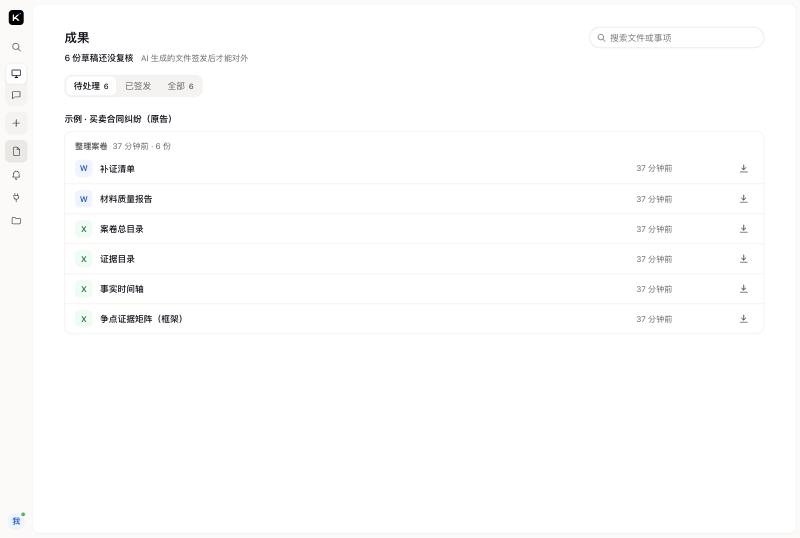 K
成果
搜索文件或事项
6 份草稿还没复核 AI 生成的文件签发后才能对外
待处理 6 已签发 全部 6
示例 · 买卖合同纠纷（原告）
整理案卷 37 分钟前 · 6 份
W 补证清单 37 分钟前
W 材料质量报告 37 分钟前
X 案卷总目录 37 分钟前
X 证据目录 37 分钟前
X 事实时间轴 37 分钟前
X 争点证据矩阵（框架） 37 分钟前
我